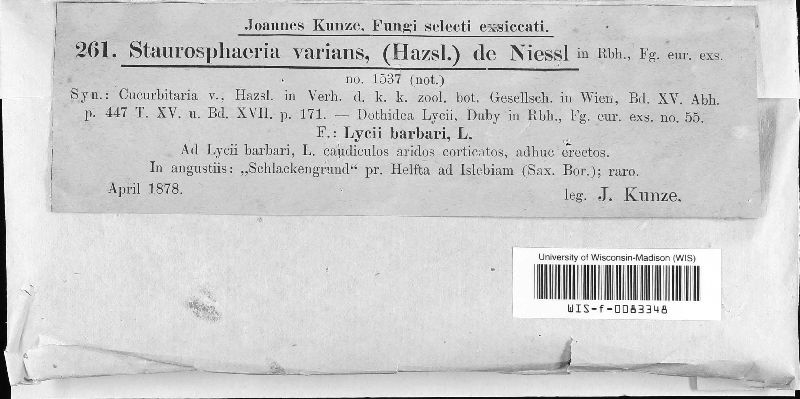 Joannes Kunze, Fungi selecti exsiccati.
261. Staurosphaeria varians, (Hazsl.) de Niessl in Rbh., Fg. eur. exs.
no. 1537 (not.)
Syn.: Cucurbitaria v., Hazsl. in Verh. d. k. k. zool. bot. Gesellsch. in Wien, Bd. XV. Abh.
p. 447 T. XV. u. Bd. XVII. p. 171. — Dothidea Lycii, Duby in Rbh., Fg. eur. exs. no. 55.
F.: Lycii barbari, L.
Ad Lycii barbari, L. caudiculos aridos corticatos, adhuc erectos.
In angustiis: „Schlackengrund“ pr. Helfta ad Islebiam (Sax. Bor.); raro.
April 1878.
leg. J. Kunze.
University of Wisconsin-Madison (WIS)
WIS-f-0083348